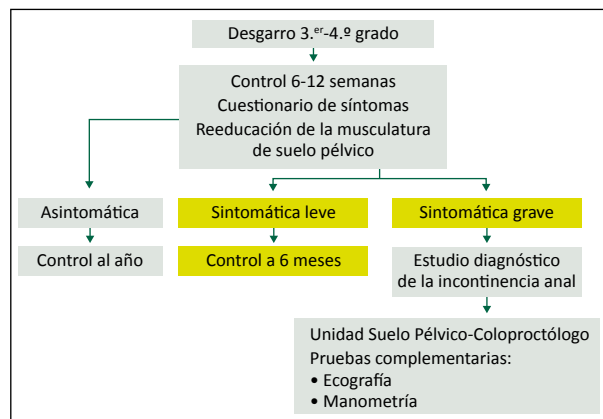 Desgarro 3.er-4.º grado
Control 6-12 semanas
Cuestionario de síntomas
Reeducación de la musculatura
de suelo pélvico
Asintomática
Sintomática leve
Sintomática grave
Control al año
Control a 6 meses
Estudio diagnóstico
de la incontinencia anal
Unidad Suelo Pélvico-Coloproctólogo
Pruebas complementarias:
• Ecografía
• Manometría